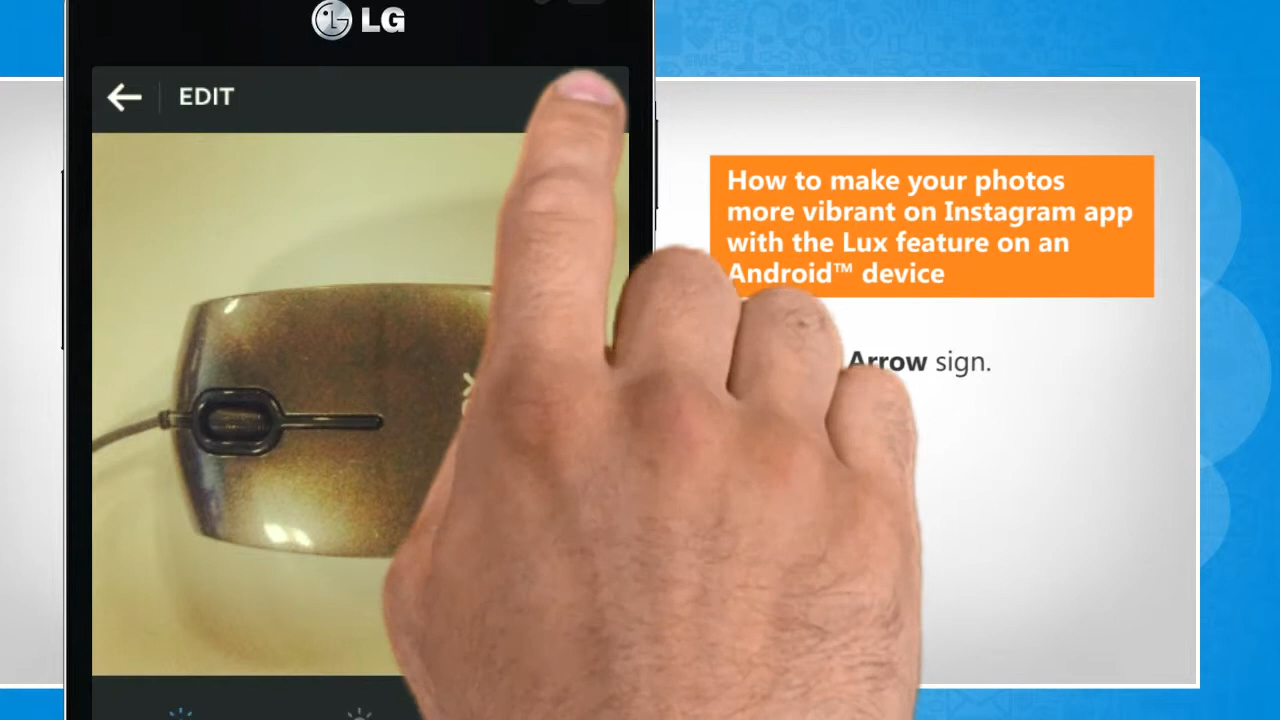 LG
EDIT
How to make your photos
more vibrant on Instagram app
with the Lux feature on an
Android™ device
Arrow sign.